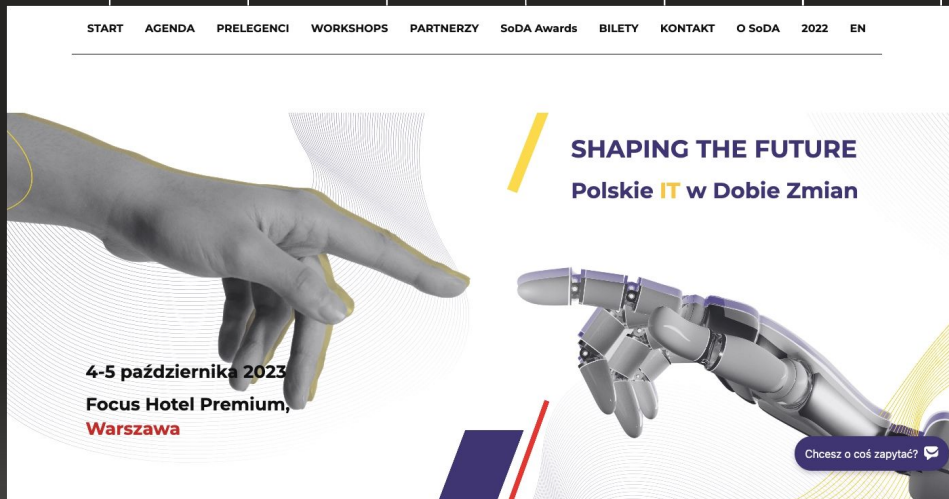 START AGENDA PRELEGENCI WORKSHOPS PARTNERZY SoDA Awards BILETY KONTAKT O SoDA 2022 EN
SHAPING THE FUTURE
Polskie IT w Dobie Zmian
4-5 października 2023
Focus Hotel Premium,
Warszawa
Chcesz o coś zapytać?